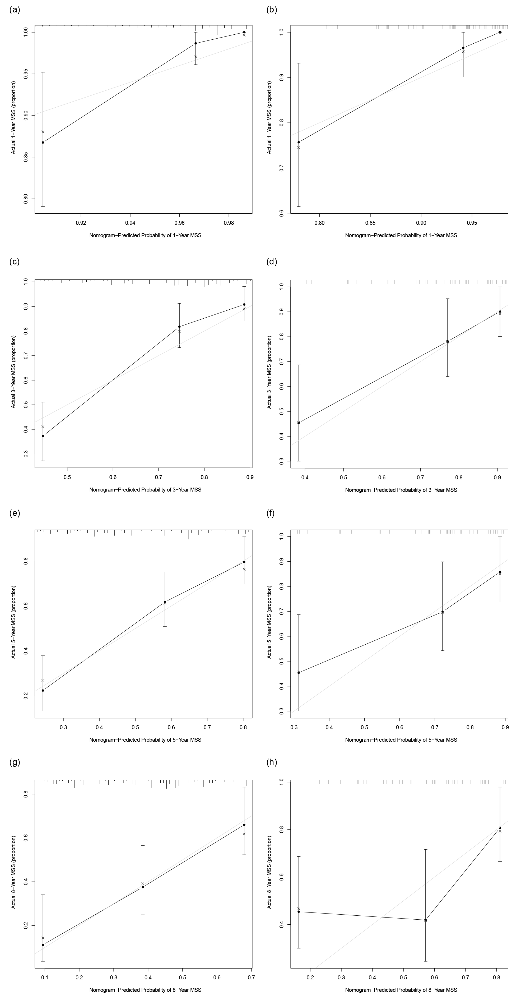 (a)
Actual 1−Year MSS (proportion)
1.00
0.95
0.90
0.85
0.80
0.92 0.94 0.96 0.98
Nomogram−Predicted Probability of 1−Year MSS
(b)
Actual 1−Year MSS (proportion)
1.0
0.9
0.8
0.7
0.6
0.80 0.85 0.90 0.95
Nomogram−Predicted Probability of 1−Year MSS
(c)
Actual 3−Year MSS (proportion)
1.0
0.9
0.8
0.7
0.6
0.5
0.4
0.3
0.5 0.6 0.7 0.8 0.9
Nomogram−Predicted Probability of 3−Year MSS
(d)
Actual 3−Year MSS (proportion)
1.0
0.9
0.8
0.7
0.6
0.5
0.4
0.3
0.4 0.5 0.6 0.7 0.8 0.9
Nomogram−Predicted Probability of 3−Year MSS
(e)
Actual 5−Year MSS (proportion)
0.8
0.6
0.4
0.2
0.3 0.4 0.5 0.6 0.7 0.8
Nomogram−Predicted Probability of 5−Year MSS
(f)
Actual 5−Year MSS (proportion)
1.0
0.9
0.8
0.7
0.6
0.5
0.4
0.3
0.3 0.4 0.5 0.6 0.7 0.8 0.9
Nomogram−Predicted Probability of 5−Year MSS
(g)
Actual 8−Year MSS (proportion)
0.8
0.6
0.4
0.2
0.1 0.2 0.3 0.4 0.5 0.6 0.7
Nomogram−Predicted Probability of 8−Year MSS
(h)
Actual 8−Year MSS (proportion)
1.0
0.8
0.6
0.4
0.2 0.3 0.4 0.5 0.6 0.7 0.8
Nomogram−Predicted Probability of 8−Year MSS